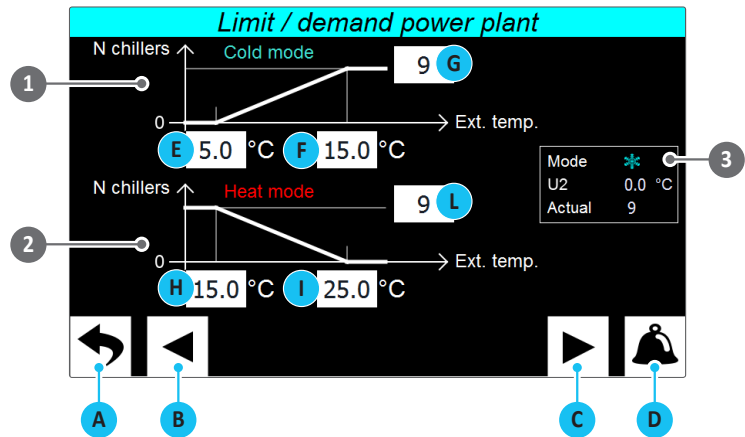 Limit / demand power plant
N chillers
Cold mode
9 G
1
0
Ext. temp.
E 5.0 °C F 15.0 °C
Mode
3
U2 0.0 °C
Actual 9
N chillers
Heat mode
9 L
2
0
Ext. temp.
H 15.0 °C I 25.0 °C
A B C D